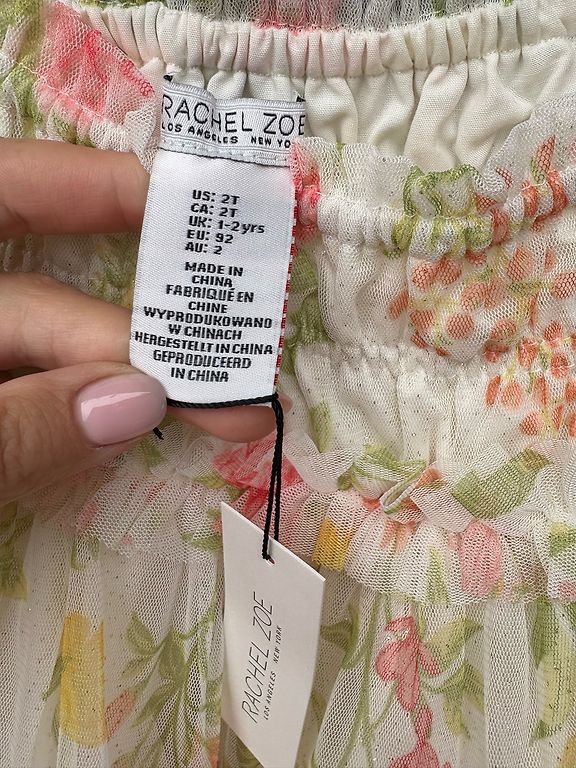 RACHEL ZOE
LOS ANGELES NEW YORK
US: 2T
CA: 2T
UK: 1-2yrs
EU: 92
AU: 2
MADE IN
CHINA
FABRIQUÉ EN
CHINE
WYPRODUKOWANO
W CHINACH
HERGESTELLT IN CHINA
GEPRODUCEERD
IN CHINA
RACHEL ZOE
LOS ANGELES NEW YORK